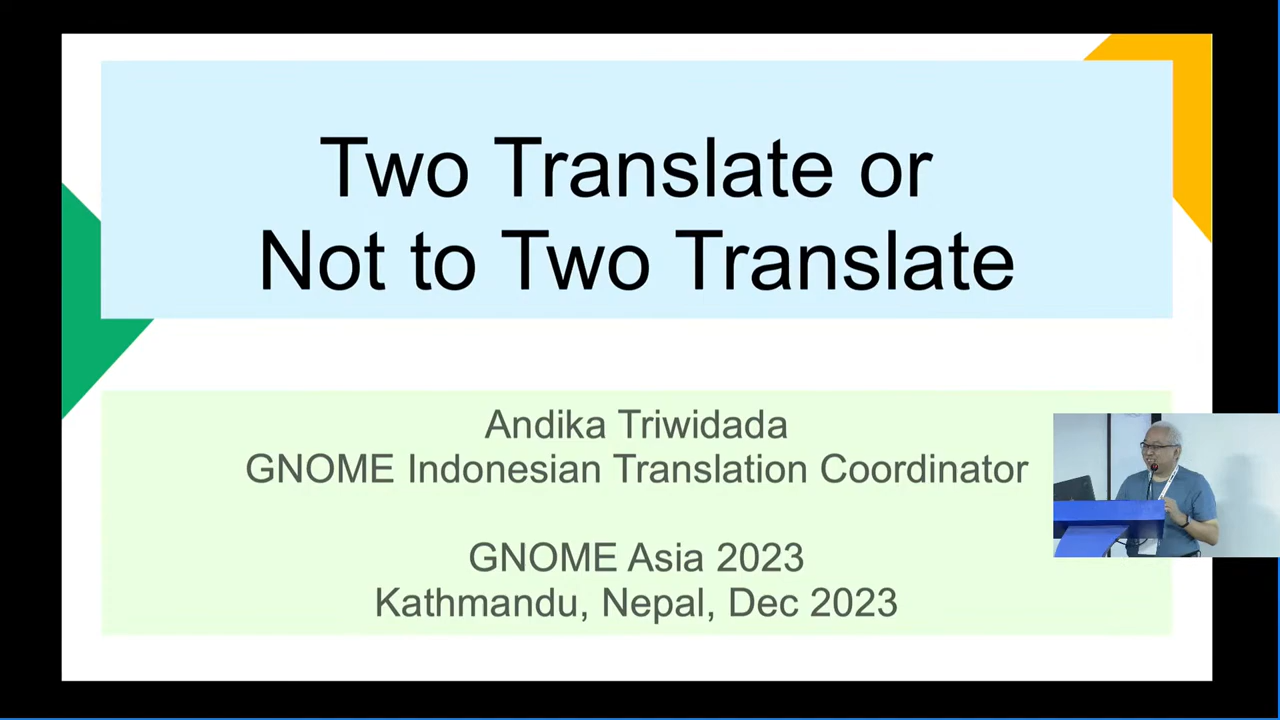 Two Translate or
Not to Two Translate
Andika Triwidada
GNOME Indonesian Translation Coordinator
GNOME Asia 2023
Kathmandu, Nepal, Dec 2023